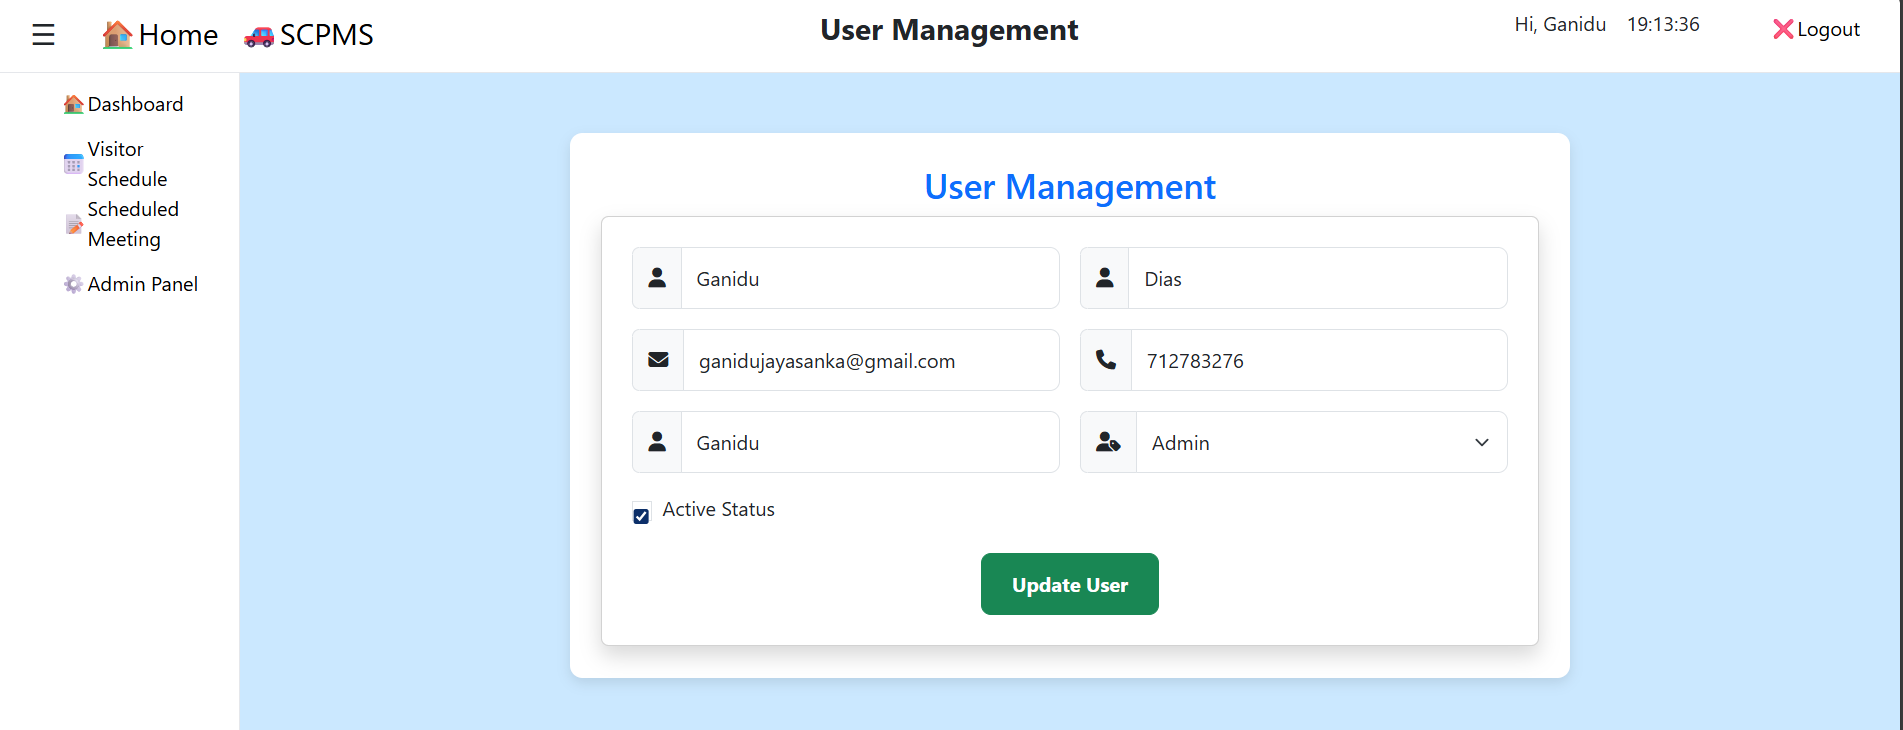 Home SCPMS
User Management
Hi, Ganidu 19:13:36
Logout
Dashboard
Visitor
Schedule
Scheduled
Meeting
Admin Panel
User Management
Ganidu
Dias
ganidujayasanka@gmail.com
712783276
Ganidu
Admin
Active Status
Update User